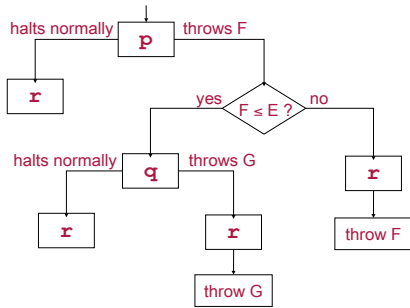 halts normally
p
throws F
r
yes
F ≤ E ?
no
halts normally
q
throws G
r
r
r
throw F
throw G